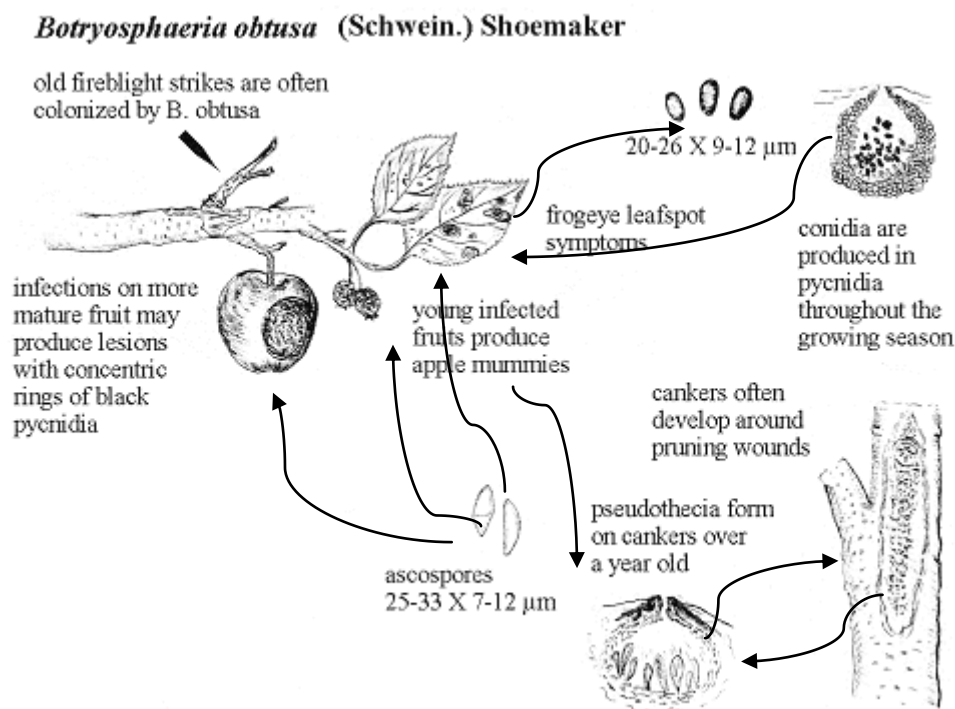 Botryosphaeria obtusa (Schwein.) Shoemaker
old fireblight strikes are often
colonized by B. obtusa
20-26 X 9-12 µm
frogeye leafspot
symptoms
conidia are
produced in
pycnidia
throughout the
growing season
infections on more
mature fruit may
produce lesions
with concentric
rings of black
pycnidia
young infected
fruits produce
apple mummies
cankers often
develop around
pruning wounds
pseudothecia form
on cankers over
a year old
ascospores
25-33 X 7-12 µm